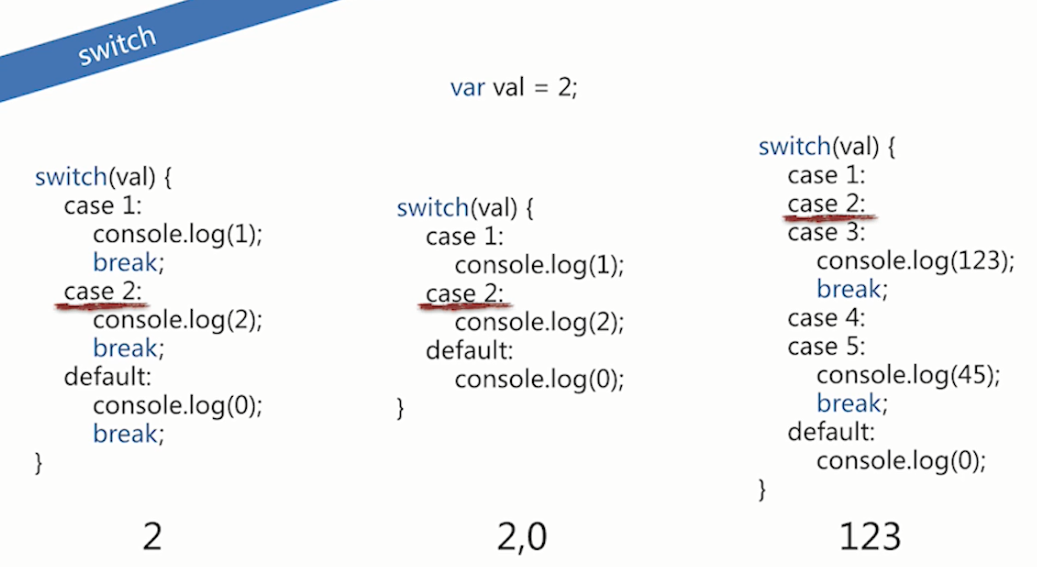 switch
var val = 2;
switch(val) {
case 1:
console.log(1);
break;
case 2:
console.log(2);
break;
default:
console.log(0);
break;
}
2
switch(val) {
case 1:
console.log(1);
case 2:
console.log(2);
default:
console.log(0);
}
2,0
switch(val) {
case 1:
case 2:
case 3:
console.log(123);
break;
case 4:
case 5:
console.log(45);
break;
default:
console.log(0);
}
123